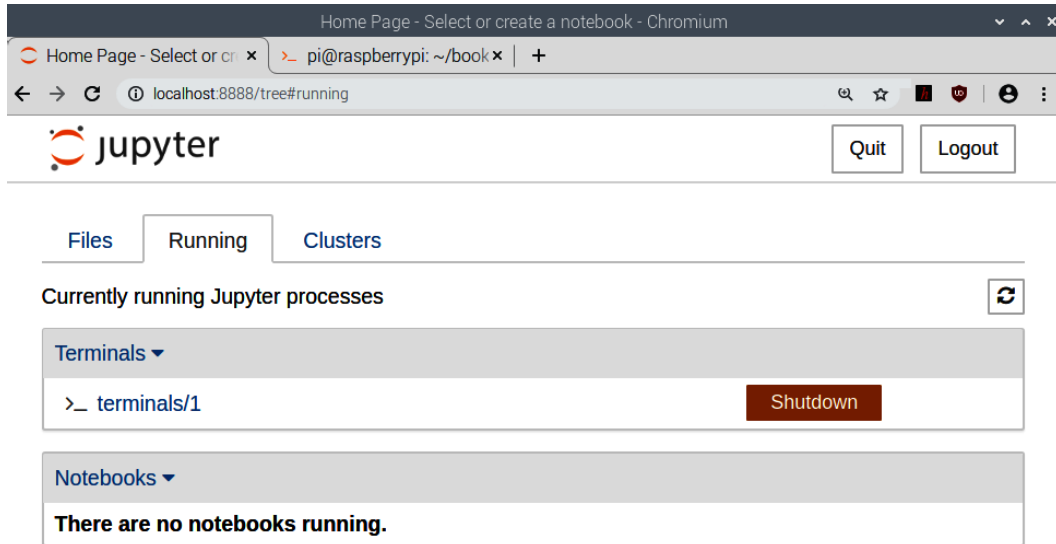 Home Page - Select or create a notebook - Chromium
Home Page - Select or cr
pi@raspberrypi: ~/book
localhost:8888/tree#running
jupyter
Quit
Logout
Files
Running
Clusters
Currently running Jupyter processes
Terminals
>_ terminals/1
Shutdown
Notebooks
There are no notebooks running.